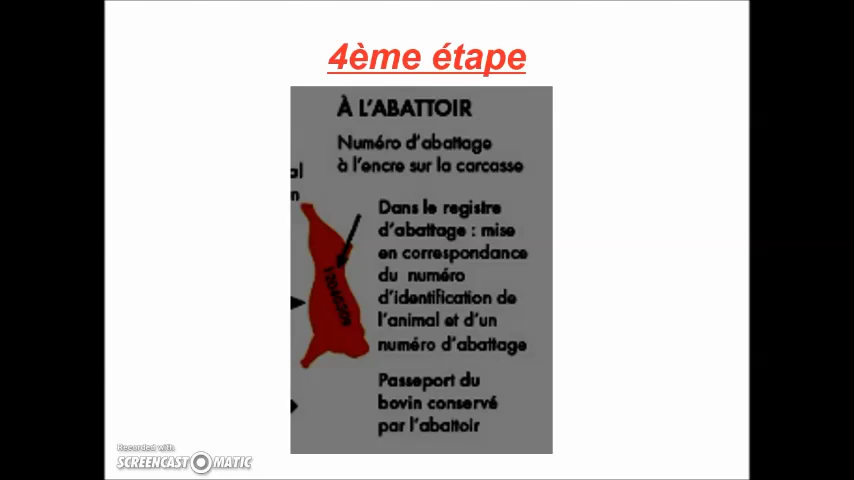 4ème étape
À L'ABATTOIR
Numéro d'abattage
à l'encre sur la carcasse
al
n
Dans le registre
d'abattage : mise
en correspondance
du numéro
d'identification de
l'animal et d'un
numéro d'abattage
Passeport du
bovin conservé
par l'abattoir
Recorded with
SCREENCAST-O-MATIC